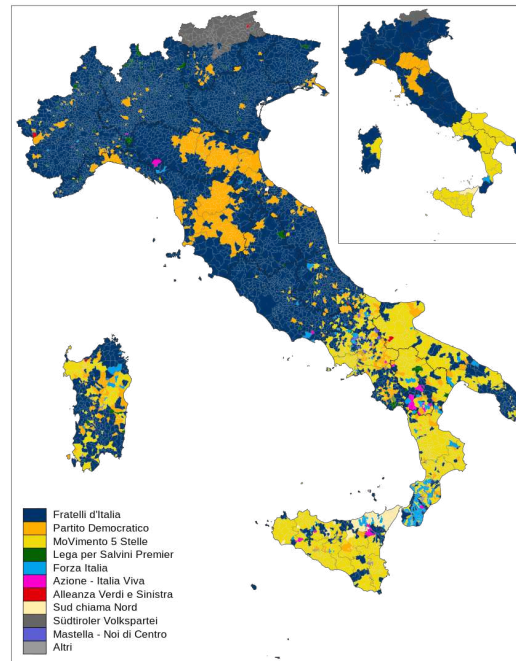 Fratelli d'Italia
Partito Democratico
MoVimento 5 Stelle
Lega per Salvini Premier
Forza Italia
Azione - Italia Viva
Alleanza Verdi e Sinistra
Sud chiama Nord
Südtiroler Volkspartei
Mastella - Noi di Centro
Altri